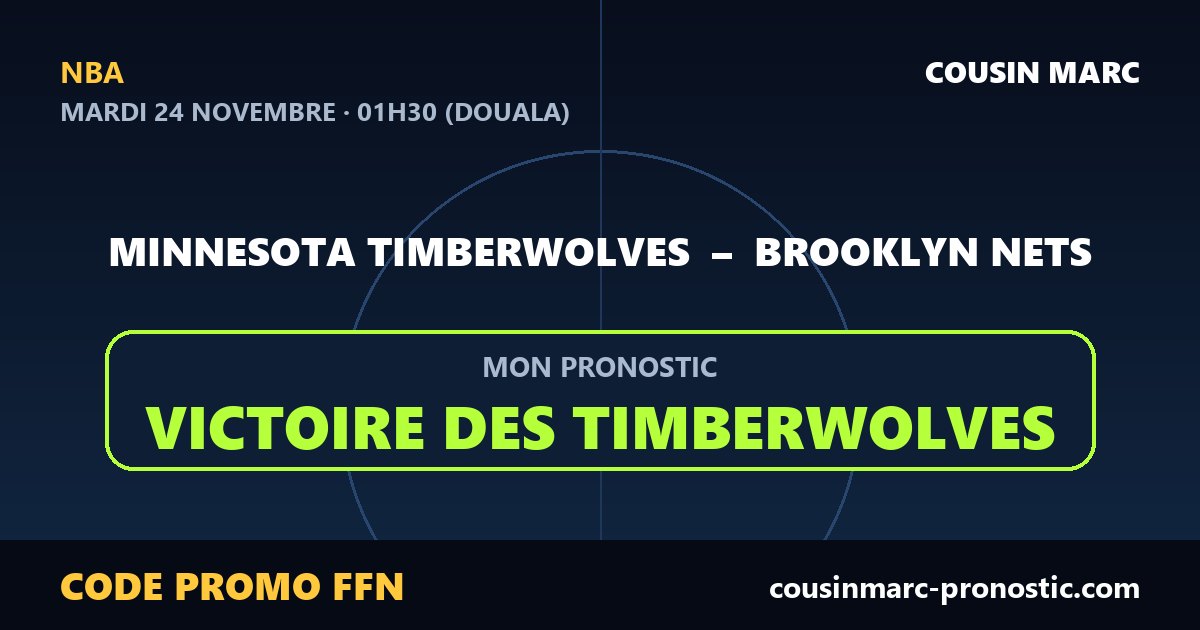 NBA
COUSIN MARC
MARDI 24 NOVEMBRE · 01H30 (DOUALA)
MINNESOTA TIMBERWOLVES – BROOKLYN NETS
MON PRONOSTIC
VICTOIRE DES TIMBERWOLVES
CODE PROMO FFN
cousinmarc-pronostic.com